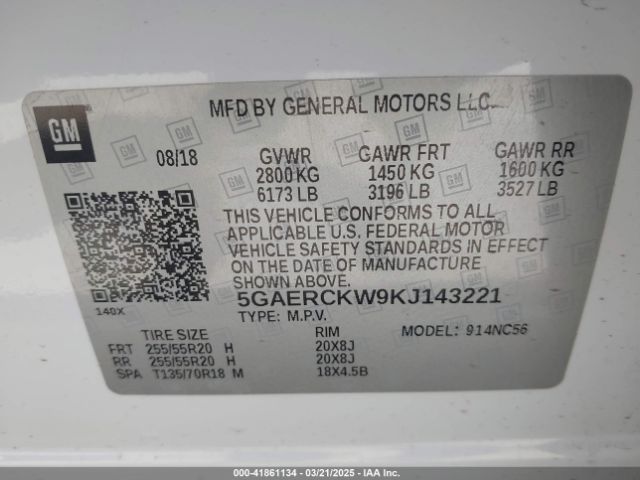 MFD BY GENERAL MOTORS LLC
GM
08/18 GVWR GAWR FRT GAWR RR
2800 KG 1450 KG 1600 KG
6173 LB 3196 LB 3527 LB
THIS VEHICLE CONFORMS TO ALL
APPLICABLE U.S. FEDERAL MOTOR
VEHICLE SAFETY STANDARDS IN EFFECT
ON THE DATE OF MANUFACTURE
SHOWN ABOVE.
5GAERCKW9KJ143221
140X
TYPE: M.P.V.
TIRE SIZE RIM MODEL: 914NC56
FRT 255/55R20 H 20X8J
RR 255/55R20 H 20X8J
SPA T135/70R18 M 18X4.5B
000-41861134 - 03/21/2025 - IAA Inc.